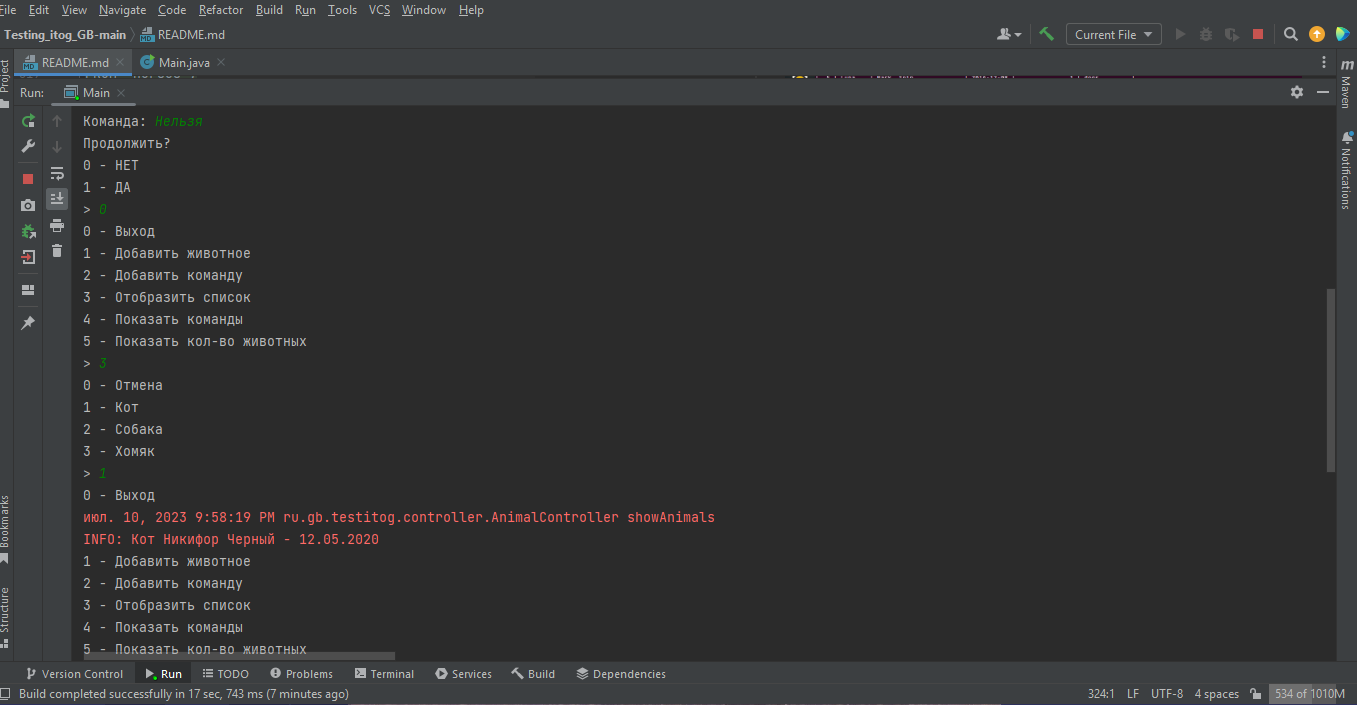 File Edit View Navigate Code Refactor Build Run Tools VCS Window Help
Testing_itog_GB-main README.md
Current File
README.md Main.java
Project
Run: Main
Maven
Notifications
Команда: Нельзя
Продолжить?
0 - НЕТ
1 - ДА
> 0
0 - Выход
1 - Добавить животное
2 - Добавить команду
3 - Отобразить список
4 - Показать команды
5 - Показать кол-во животных
> 3
0 - Отмена
1 - Кот
2 - Собака
3 - Хомяк
> 1
0 - Выход
июл. 10, 2023 9:58:19 PM ru.gb.testitog.controller.AnimalController showAnimals
INFO: Кот Никифор Черный - 12.05.2020
1 - Добавить животное
2 - Добавить команду
3 - Отобразить список
4 - Показать команды
5 - Показать кол-во животных
Bookmarks
Structure
Version Control Run TODO Problems Terminal Services Build Dependencies
Build completed successfully in 17 sec, 743 ms (7 minutes ago) 324:1 LF UTF-8 4 spaces 534 of 1010M